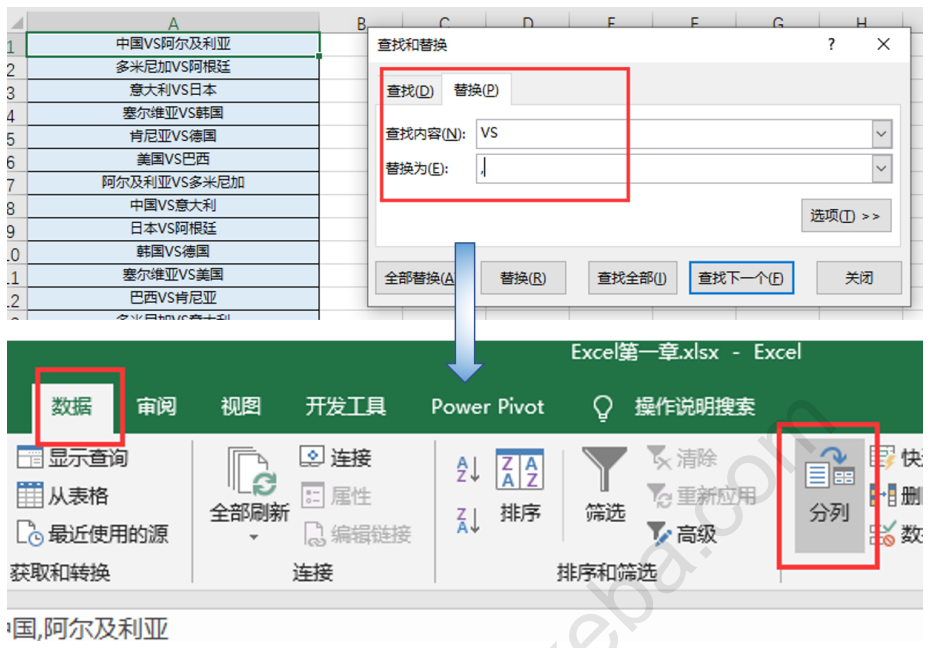 A B C D E F G H
1 中国VS阿尔及利亚
2 多米尼加VS阿根廷
3 意大利VS日本
4 塞尔维亚VS韩国
5 肯尼亚VS德国
6 美国VS巴西
7 阿尔及利亚VS多米尼加
8 中国VS意大利
9 日本VS阿根廷
.0 韩国VS德国
.1 塞尔维亚VS美国
.2 巴西VS肯尼亚
多米尼加VS意大利
查找和替换 ? ×
查找(D) 替换(P)
查找内容(N): VS
替换为(E): ,
选项(T) >>
全部替换(A 替换(R) 查找全部(I) 查找下一个(F) 关闭
Excel第一章.xlsx - Excel
数据 审阅 视图 开发工具 Power Pivot 操作说明搜索
显示查询
从表格
最近使用的源
获取和转换
全部刷新
连接
属性
编辑链接
连接
排序
筛选
清除
重新应用
高级
排序和筛选
分列
快
删
数
国,阿尔及利亚